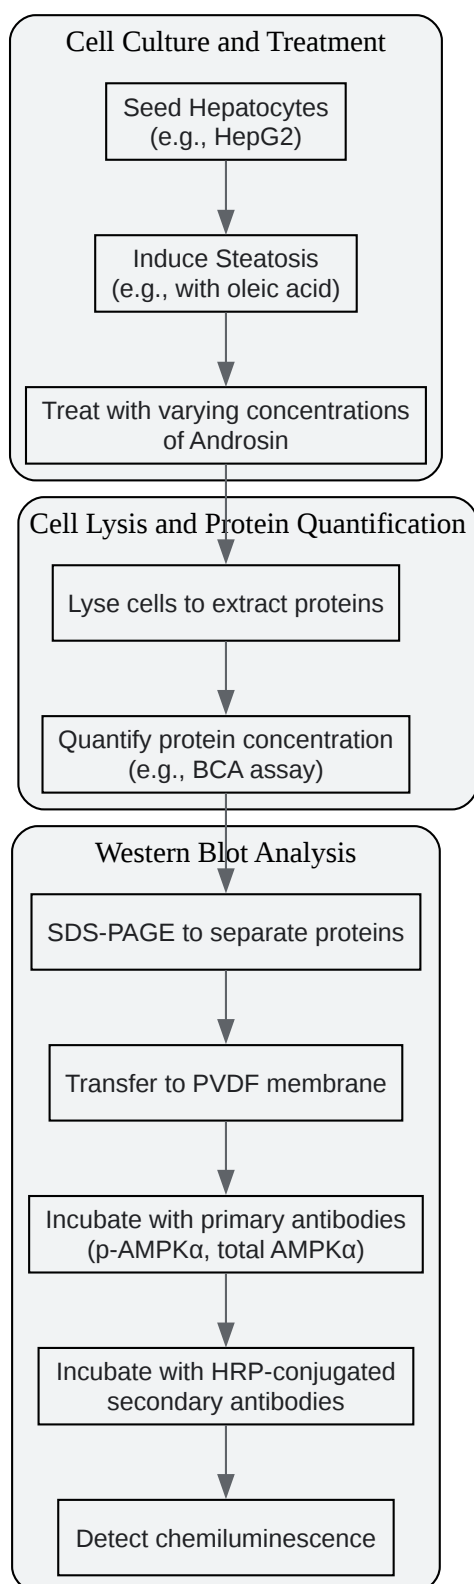 Cell Culture and Treatment
Seed Hepatocytes
(e.g., HepG2)
Induce Steatosis
(e.g., with oleic acid)
Treat with varying concentrations
of Androsin
Cell Lysis and Protein Quantification
Lyse cells to extract proteins
Quantify protein concentration
(e.g., BCA assay)
Western Blot Analysis
SDS-PAGE to separate proteins
Transfer to PVDF membrane
Incubate with primary antibodies
(p-AMPKα, total AMPKα)
Incubate with HRP-conjugated
secondary antibodies
Detect chemiluminescence